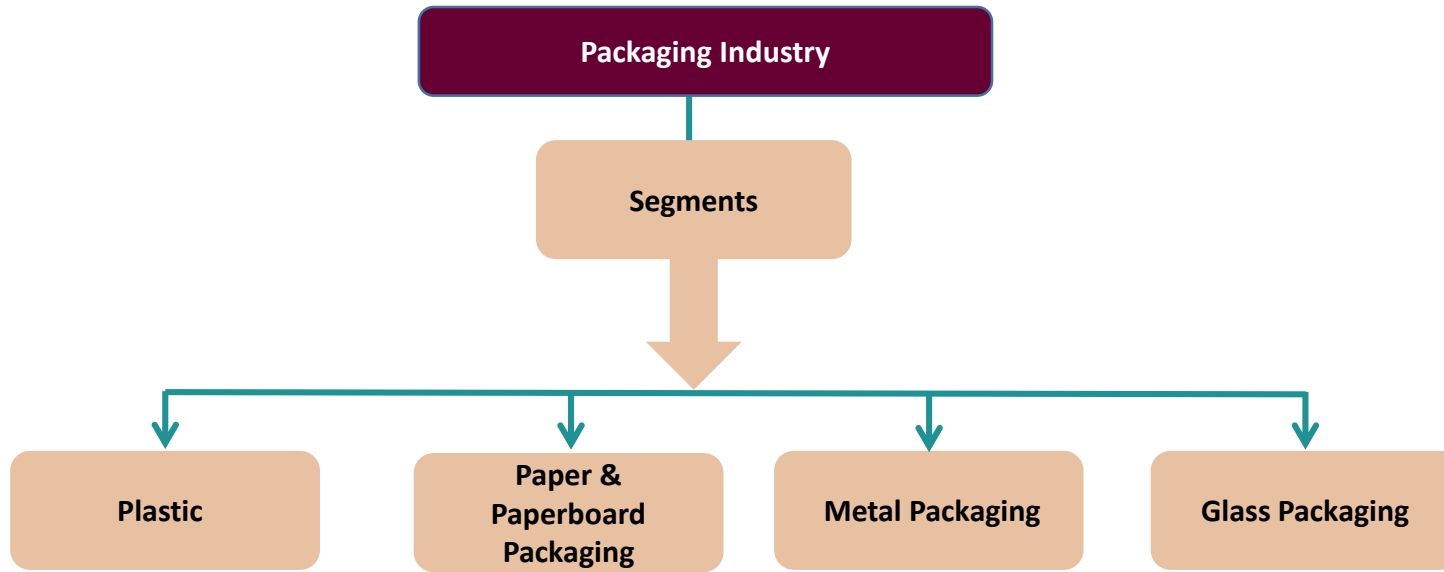 Packaging Industry
Segments
Plastic
Paper &
Paperboard
Packaging
Metal Packaging
Glass Packaging